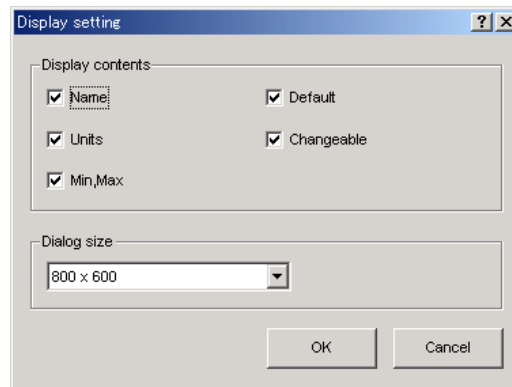 Display setting
Display contents
Name
Default
Units
Changeable
Min,Max
Dialog size
800 x 600
OK
Cancel